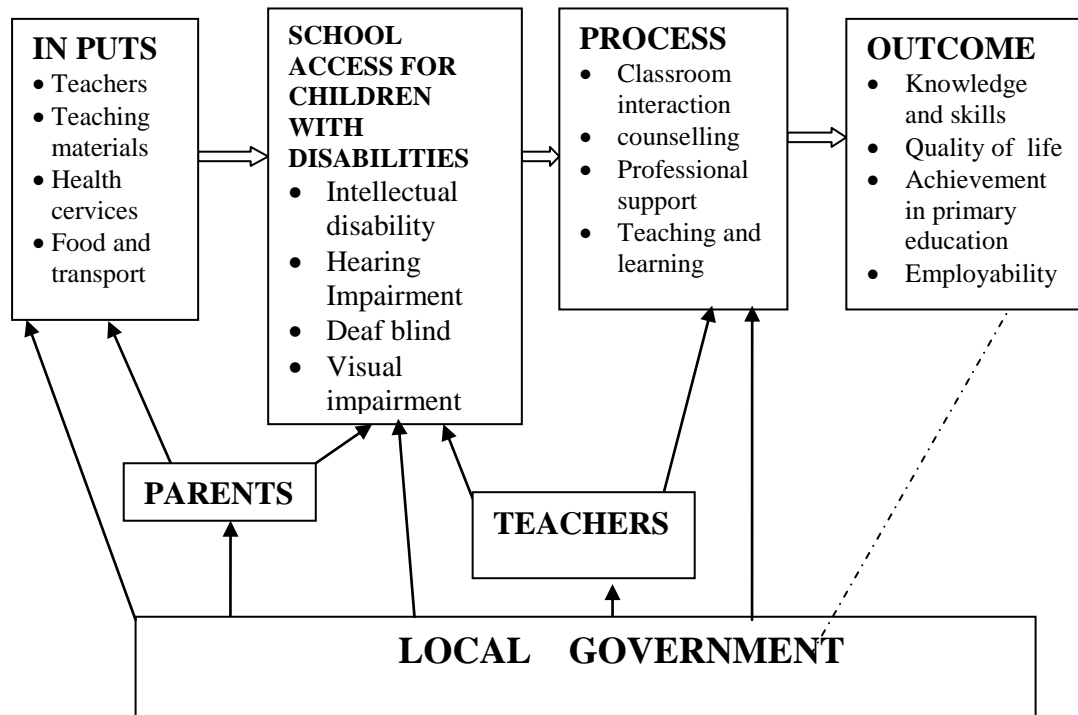 IN PUTS
• Teachers
• Teaching
materials
• Health
cervices
• Food and
transport
SCHOOL
ACCESS FOR
CHILDREN
WITH
DISABILITIES
• Intellectual
disability
• Hearing
Impairment
• Deaf blind
• Visual
impairment
PROCESS
• Classroom
interaction
• counselling
• Professional
support
• Teaching and
learning
OUTCOME
• Knowledge
and skills
• Quality of life
• Achievement
in primary
education
• Employability
PARENTS
TEACHERS
LOCAL GOVERNMENT